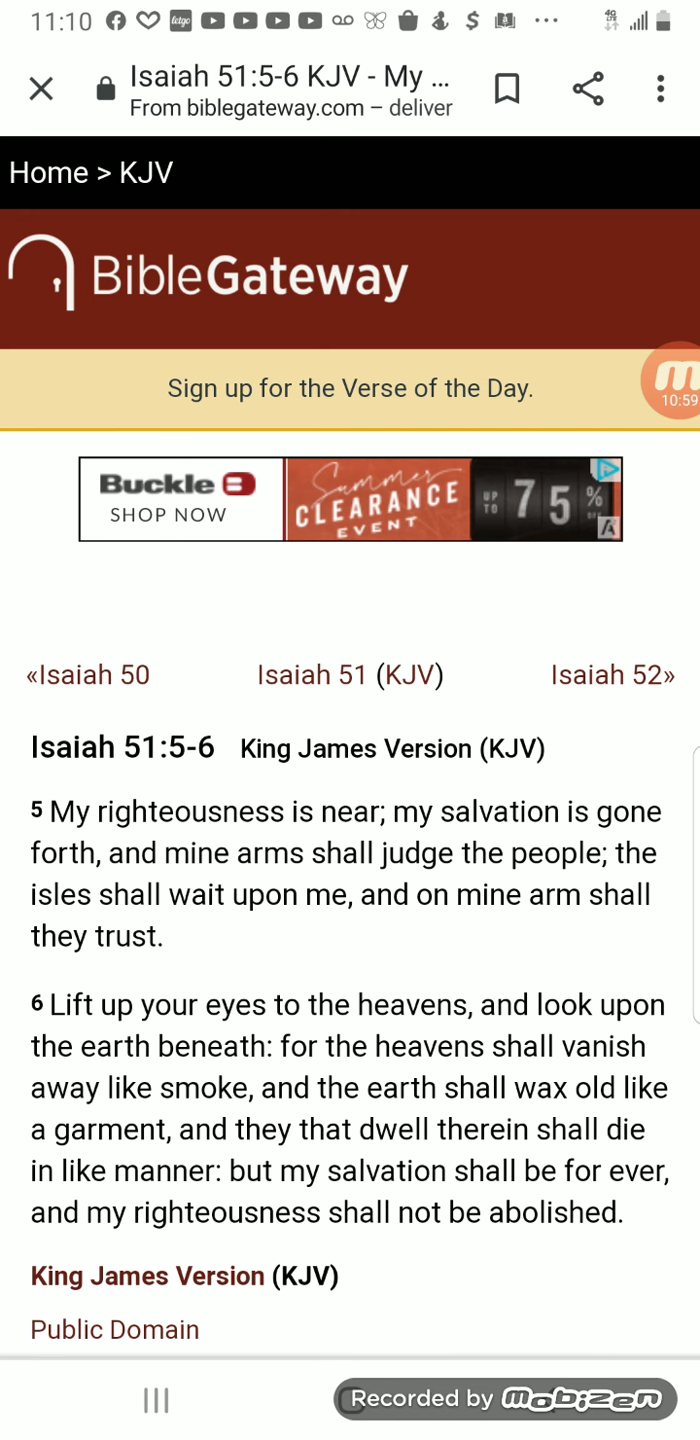 11:10 letgo 4G LTE
Isaiah 51:5-6 KJV - My ...
From biblegateway.com – deliver
Home > KJV
BibleGateway
Sign up for the Verse of the Day.
m
10:59
Buckle B
SHOP NOW
Summer
CLEARANCE
EVENT
UP TO 75%
«Isaiah 50 Isaiah 51 (KJV) Isaiah 52»
Isaiah 51:5-6 King James Version (KJV)
5 My righteousness is near; my salvation is gone
forth, and mine arms shall judge the people; the
isles shall wait upon me, and on mine arm shall
they trust.
6 Lift up your eyes to the heavens, and look upon
the earth beneath: for the heavens shall vanish
away like smoke, and the earth shall wax old like
a garment, and they that dwell therein shall die
in like manner: but my salvation shall be for ever,
and my righteousness shall not be abolished.
King James Version (KJV)
Public Domain
Recorded by mobizen